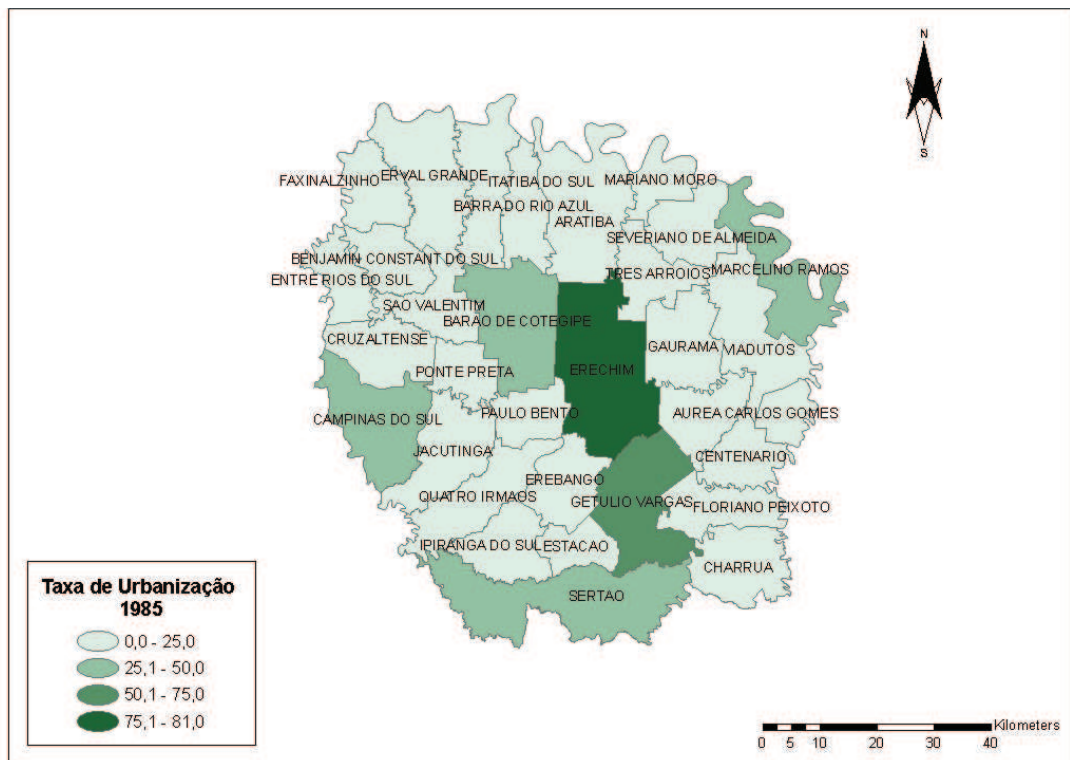 N
S
FAXINALZINHO
ERVAL GRANDE
ITATIBA DO SUL
MARIANO MORO
BARRA DO RIO AZUL
ARATIBA
SEVERIANO DE ALMEIDA
BENJAMIN CONSTANT DO SUL
ENTRE RIOS DO SUL
TRES ARROIOS
MARCELINO RAMOS
SAO VALENTIM
BARAO DE COTEGIPE
CRUZALTENSE
GAURAMA
VIADUTOS
PONTE PRETA
ERECHIM
CAMPINAS DO SUL
PAULO BENTO
AUREA
CARLOS GOMES
JACUTINGA
CENTENARIO
EREBANGO
QUATRO IRMAOS
GETULIO VARGAS
FLORIANO PEIXOTO
IPIRANGA DO SUL
ESTACAO
CHARRUA
SERTAO
Taxa de Urbanização
1985
0,0 - 25,0
25,1 - 50,0
50,1 - 75,0
75,1 - 81,0
Kilometers
0 5 10 20 30 40